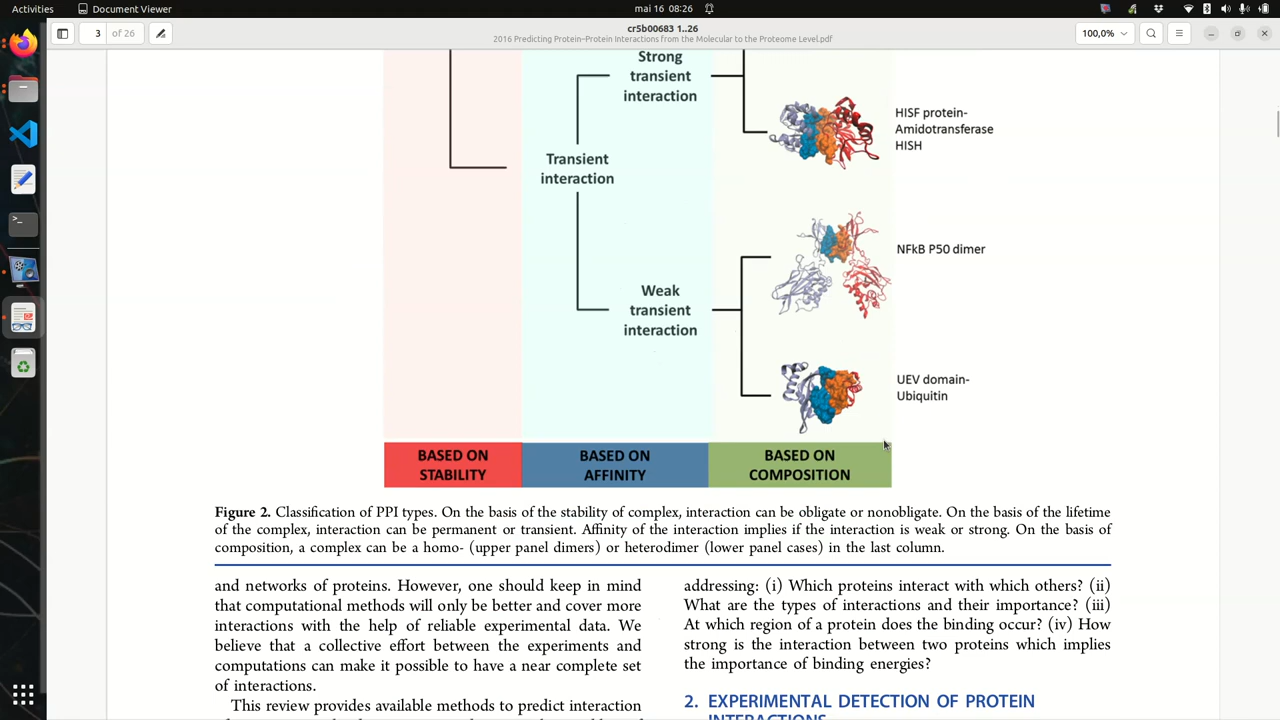 Activities
Document Viewer
mai 16 08:26
3
of 26
cr5b00683 1..26
2016 Predicting Protein–Protein Interactions from the Molecular to the Proteome Level.pdf
100,0%
Strong
transient
interaction
HISF protein-
Amidotransferase
HISH
Transient
interaction
NFkB P50 dimer
Weak
transient
interaction
UEV domain-
Ubiquitin
BASED ON
STABILITY
BASED ON
AFFINITY
BASED ON
COMPOSITION
Figure 2. Classification of PPI types. On the basis of the stability of complex, interaction can be obligate or nonobligate. On the basis of the lifetime
of the complex, interaction can be permanent or transient. Affinity of the interaction implies if the interaction is weak or strong. On the basis of
composition, a complex can be a homo- (upper panel dimers) or heterodimer (lower panel cases) in the last column.
and networks of proteins. However, one should keep in mind
that computational methods will only be better and cover more
interactions with the help of reliable experimental data. We
believe that a collective effort between the experiments and
computations can make it possible to have a near complete set
of interactions.
This review provides available methods to predict interaction
addressing: (i) Which proteins interact with which others? (ii)
What are the types of interactions and their importance? (iii)
At which region of a protein does the binding occur? (iv) How
strong is the interaction between two proteins which implies
the importance of binding energies?
2. EXPERIMENTAL DETECTION OF PROTEIN
INTERACTIONS